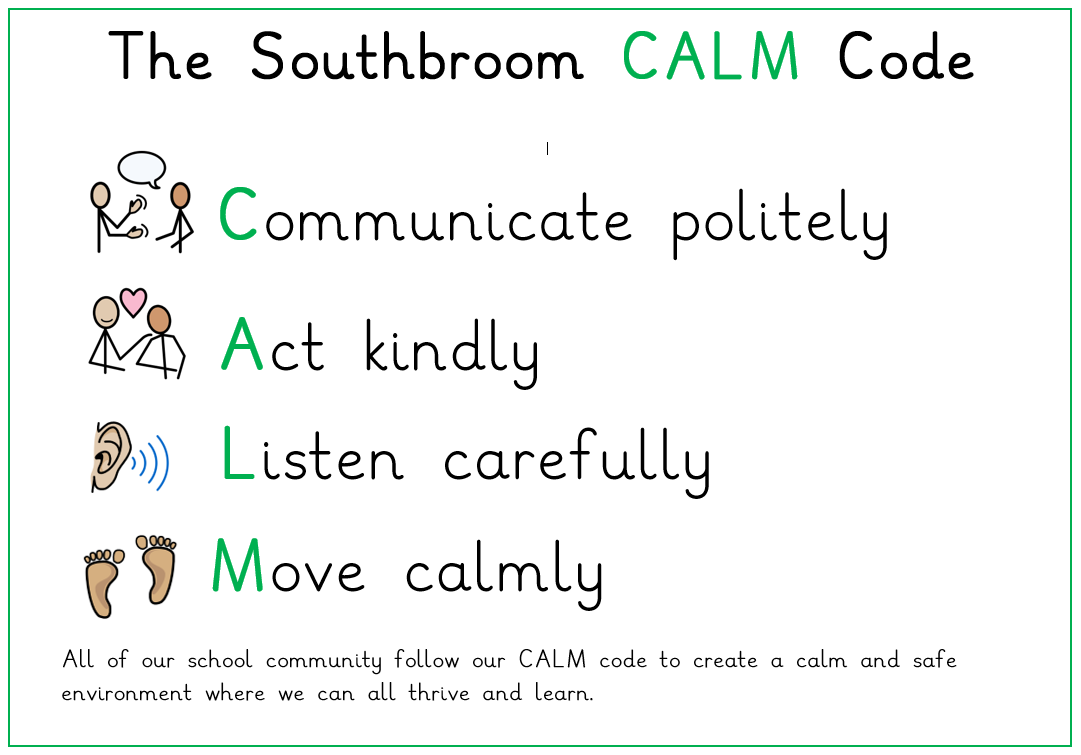 The Southbroom CALM Code
Communicate politely
Act kindly
Listen carefully
Move calmly
All of our school community follow our CALM code to create a calm and safe
environment where we can all thrive and learn.